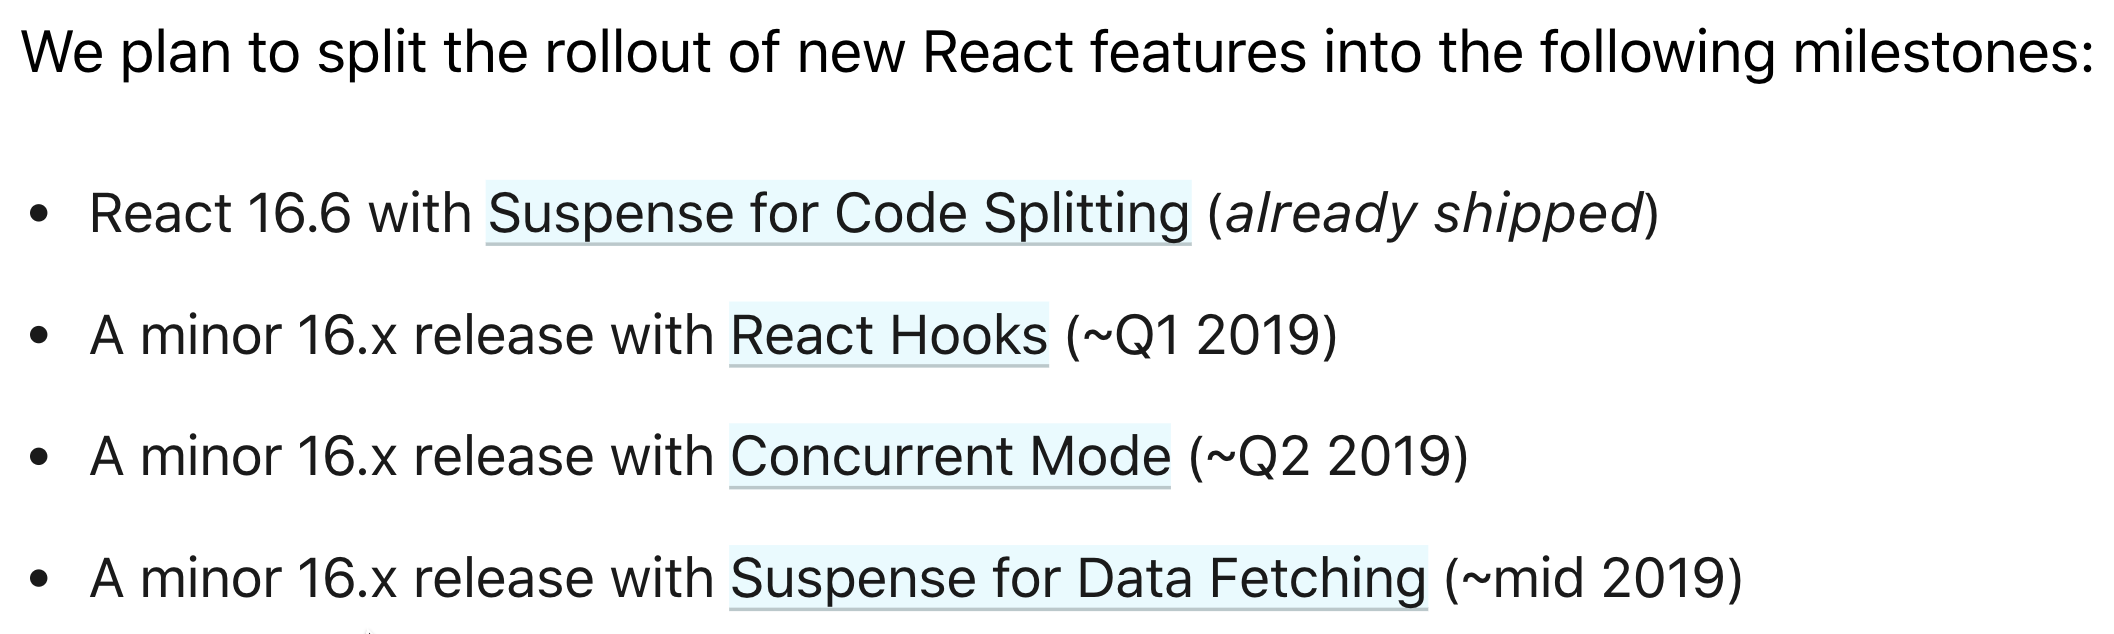 We plan to split the rollout of new React features into the following milestones:
• React 16.6 with Suspense for Code Splitting (already shipped)
• A minor 16.x release with React Hooks (~Q1 2019)
• A minor 16.x release with Concurrent Mode (~Q2 2019)
• A minor 16.x release with Suspense for Data Fetching (~mid 2019)